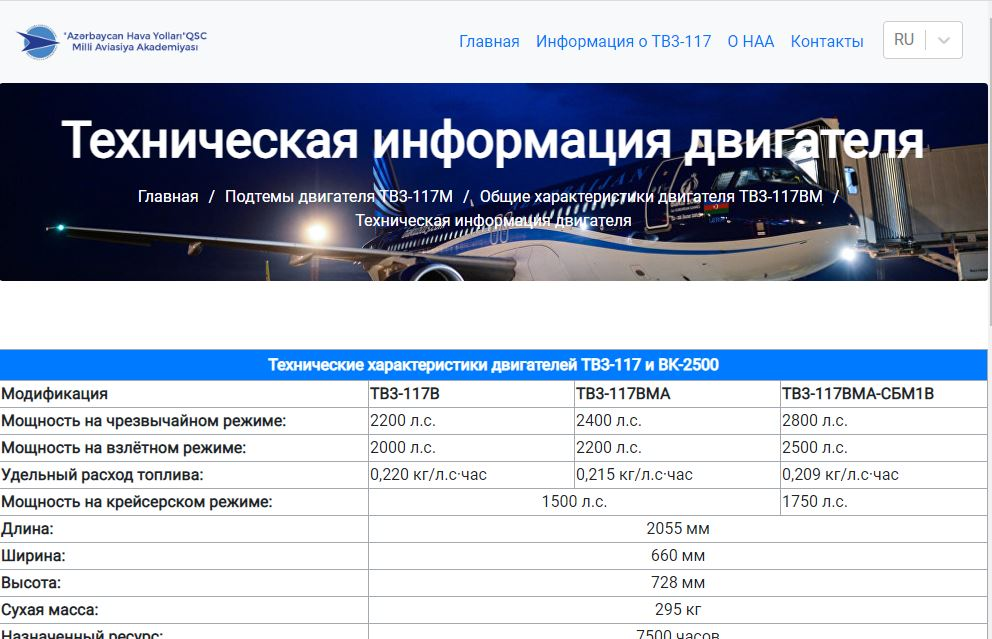 "Azərbaycan Hava Yolları"QSC
Milli Aviasiya Akademiyası
Главная Информация о ТВ3-117 О НАА Контакты RU
Техническая информация двигателя
Главная / Подтемы двигателя ТВ3-117М / Общие характеристики двигателя ТВ3-117ВМ /
Техническая информация двигателя
Технические характеристики двигателей ТВ3-117 и ВК-2500
Модификация ТВ3-117В ТВ3-117ВМА ТВ3-117ВМА-СБМ1В
Мощность на чрезвычайном режиме: 2200 л.с. 2400 л.с. 2800 л.с.
Мощность на взлётном режиме: 2000 л.с. 2200 л.с. 2500 л.с.
Удельный расход топлива: 0,220 кг/л.с·час 0,215 кг/л.с·час 0,209 кг/л.с·час
Мощность на крейсерском режиме: 1500 л.с. 1750 л.с.
Длина: 2055 мм
Ширина: 660 мм
Высота: 728 мм
Сухая масса: 295 кг
Назначенный ресурс: 7500 часов